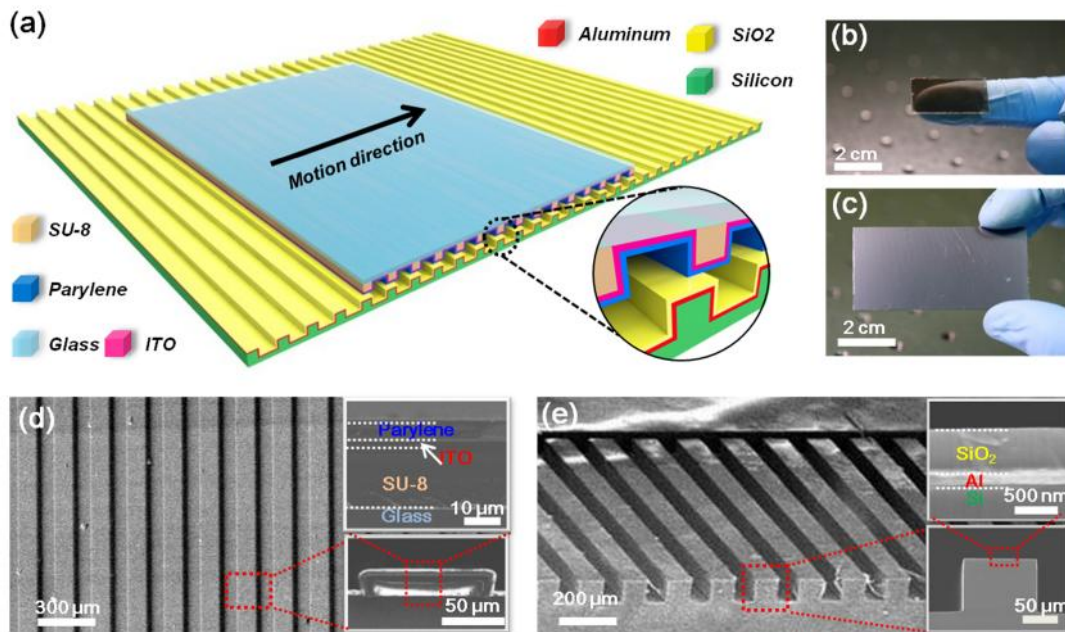 (a)
Aluminum
SiO2
Silicon
Motion direction
SU-8
Parylene
Glass
ITO
(b)
2 cm
(c)
2 cm
(d)
300 µm
Parylene
ITO
SU-8
Glass
10 µm
50 µm
(e)
200 µm
SiO₂
Al
Si
500 nm
50 µm